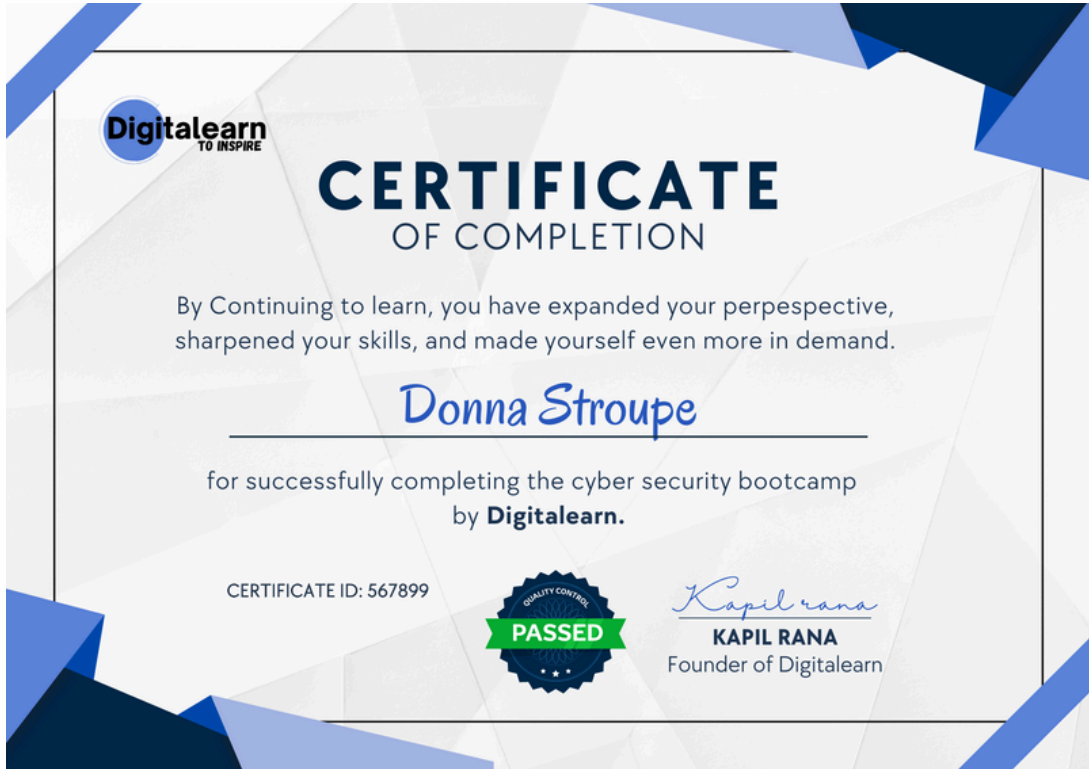 Digitalearn
TO INSPIRE
CERTIFICATE
OF COMPLETION
By Continuing to learn, you have expanded your perpespective,
sharpened your skills, and made yourself even more in demand.
Donna Stroupe
for successfully completing the cyber security bootcamp
by Digitalearn.
CERTIFICATE ID: 567899
QUALITY CONTROL
PASSED
Kapil rana
KAPIL RANA
Founder of Digitalearn